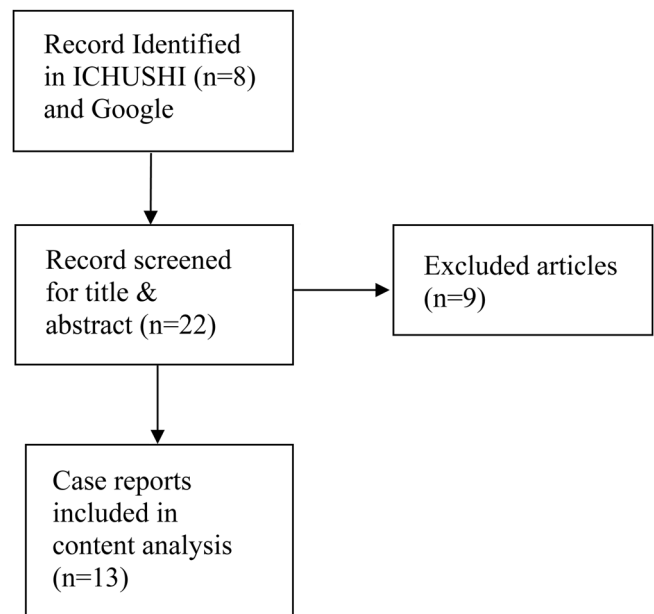 Record Identified
in ICHUSHI (n=8)
and Google
Record screened
for title &
abstract (n=22)
Excluded articles
(n=9)
Case reports
included in
content analysis
(n=13)